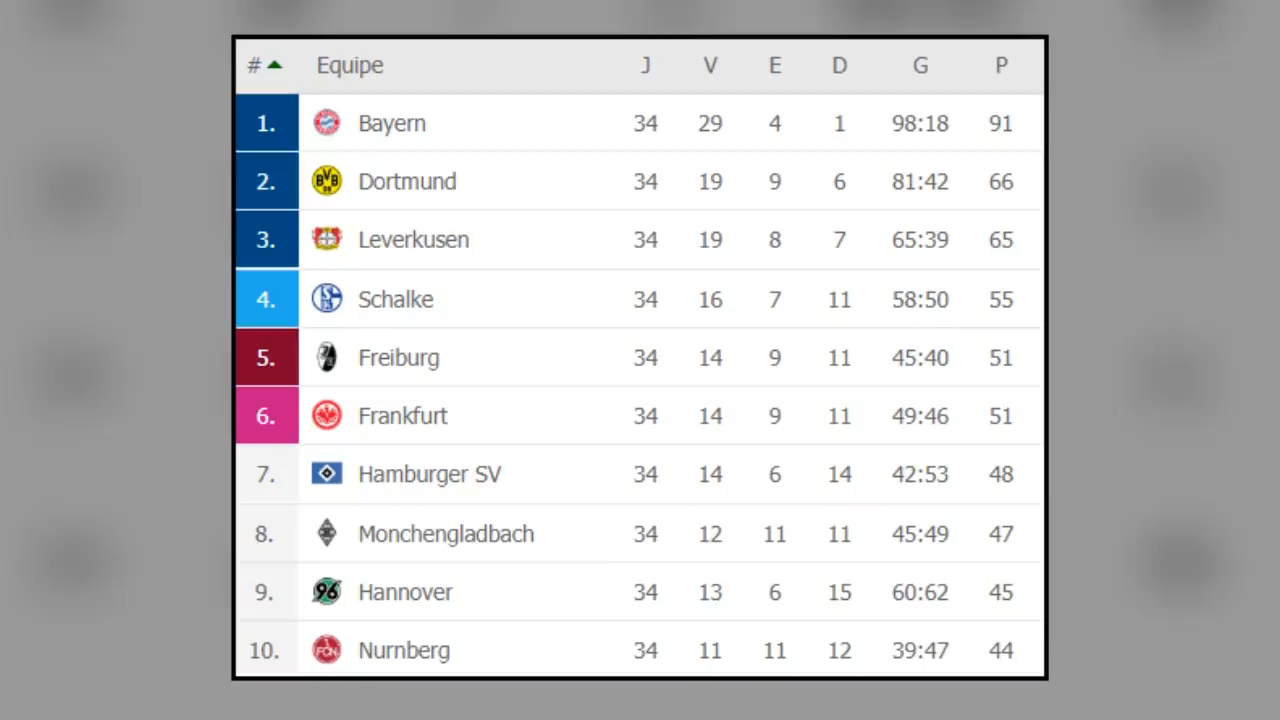 # Equipe J V E D G P
1. Bayern 34 29 4 1 98:18 91
2. Dortmund 34 19 9 6 81:42 66
3. Leverkusen 34 19 8 7 65:39 65
4. Schalke 34 16 7 11 58:50 55
5. Freiburg 34 14 9 11 45:40 51
6. Frankfurt 34 14 9 11 49:46 51
7. Hamburger SV 34 14 6 14 42:53 48
8. Monchengladbach 34 12 11 11 45:49 47
9. Hannover 34 13 6 15 60:62 45
10. Nurnberg 34 11 11 12 39:47 44